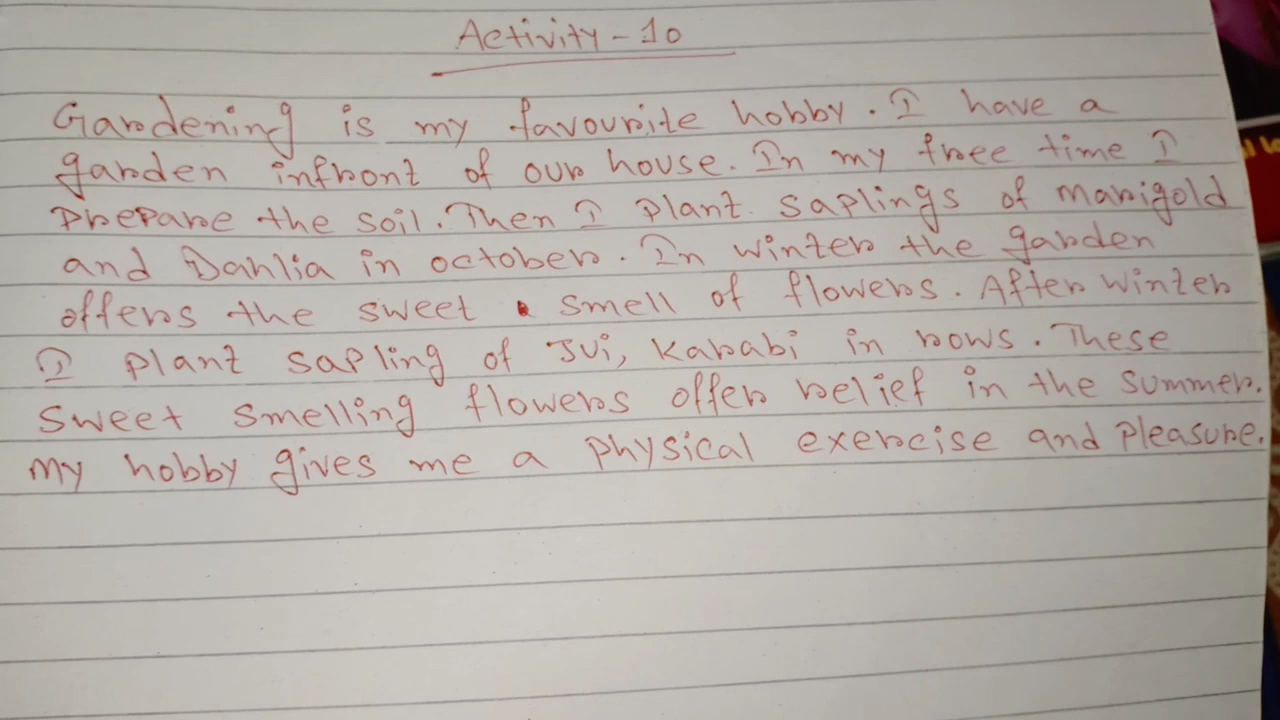 Activity - 10
Gardening is my favourite hobby. I have a
garden infront of our house. In my free time I
Prepare the soil. Then I plant saplings of marigold
and Dahlia in october. In winter the garden
offers the sweet smell of flowers. After winter
I plant sapling of Jui, Karabi in rows. These
sweet smelling flowers offer relief in the summer.
my hobby gives me a physical exercise and pleasure.